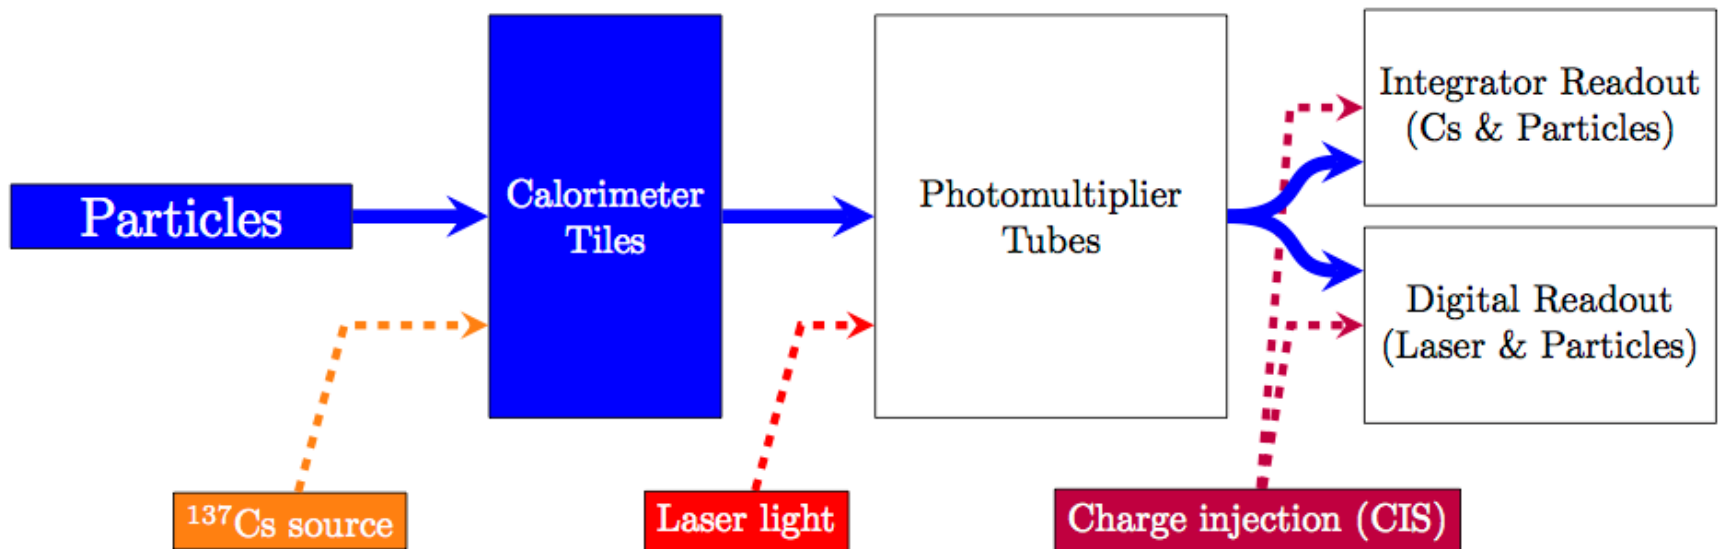 Particles
Calorimeter
Tiles
Photomultiplier
Tubes
Integrator Readout
(Cs & Particles)
Digital Readout
(Laser & Particles)
¹³⁷Cs source
Laser light
Charge injection (CIS)